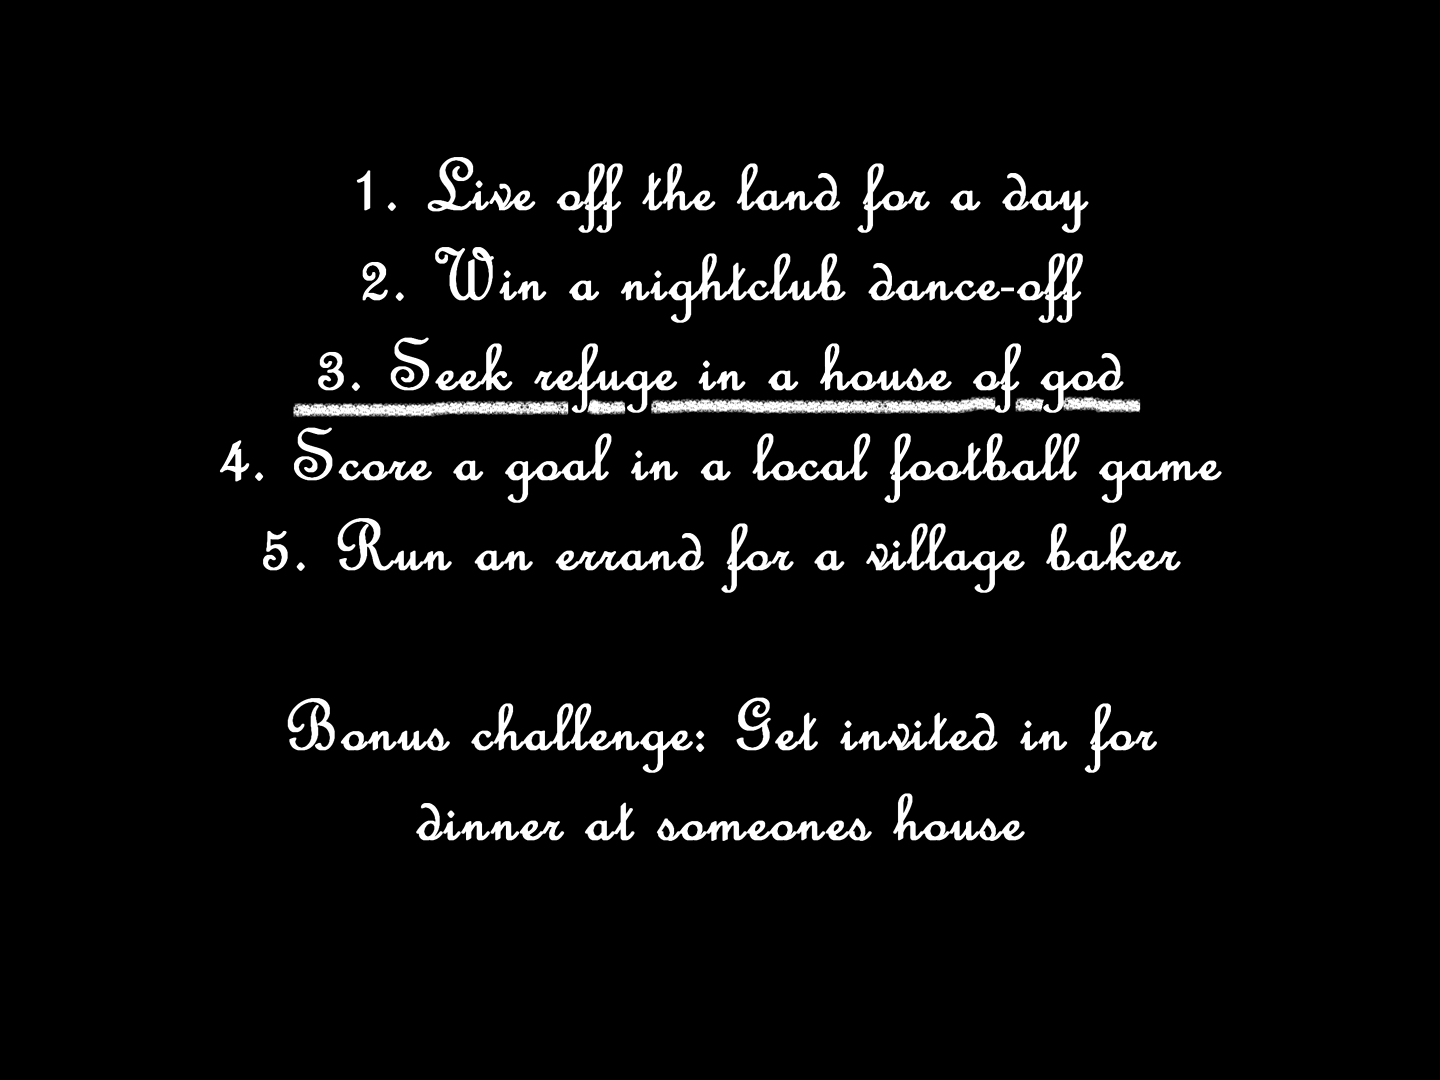 1. Live off the land for a day
2. Win a nightclub dance-off
3. Seek refuge in a house of god
4. Score a goal in a local football game
5. Run an errand for a village baker
Bonus challenge: Get invited in for
dinner at someones house